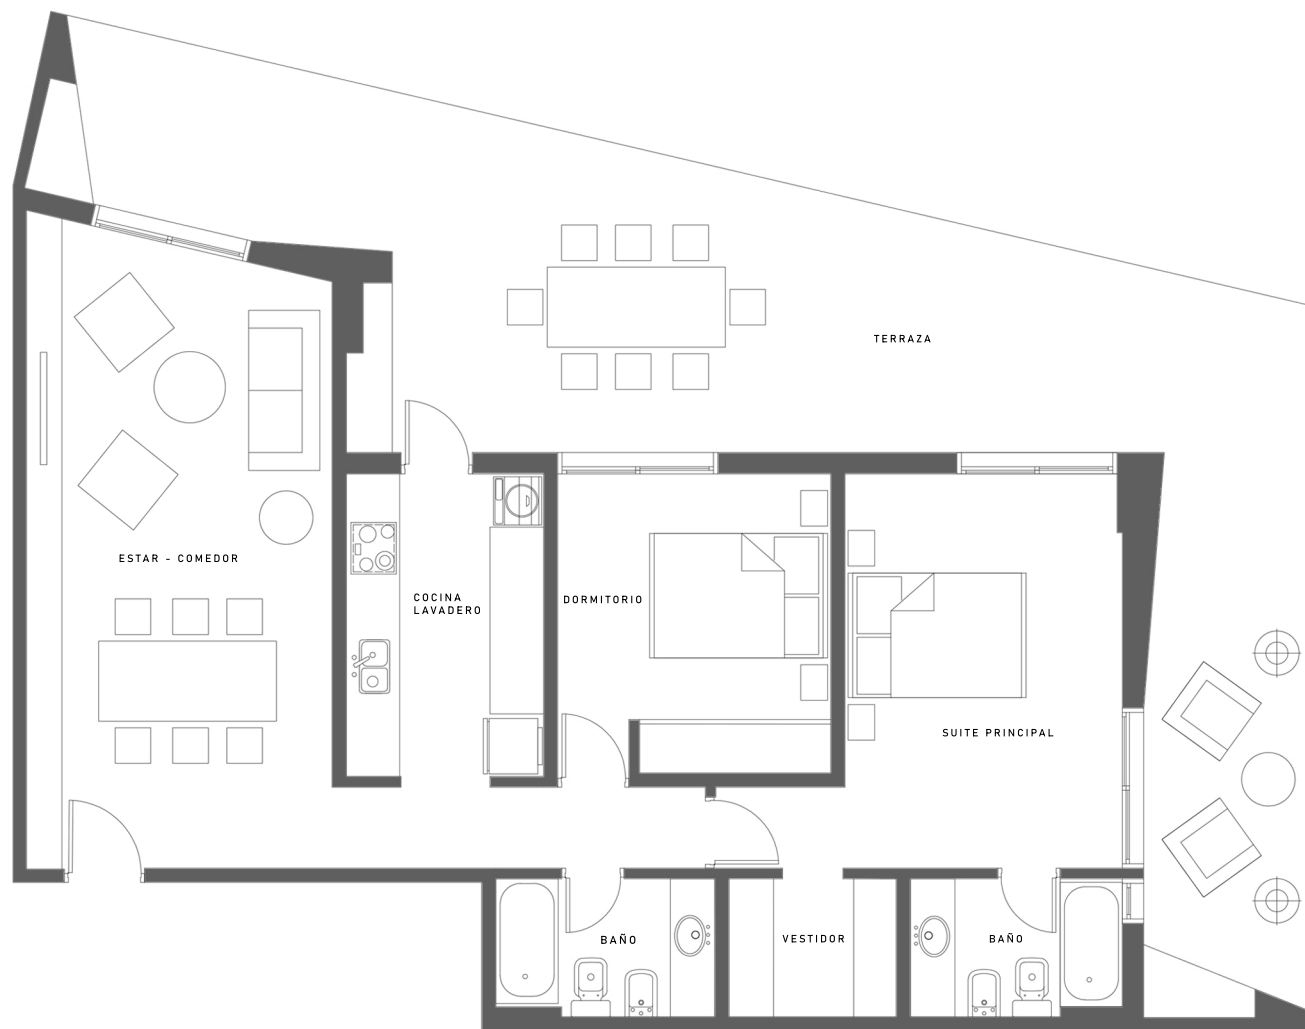 TERRAZA
ESTAR - COMEDOR
COCINA
LAVADERO
DORMITORIO
SUITE PRINCIPAL
BAÑO
VESTIDOR
BAÑO